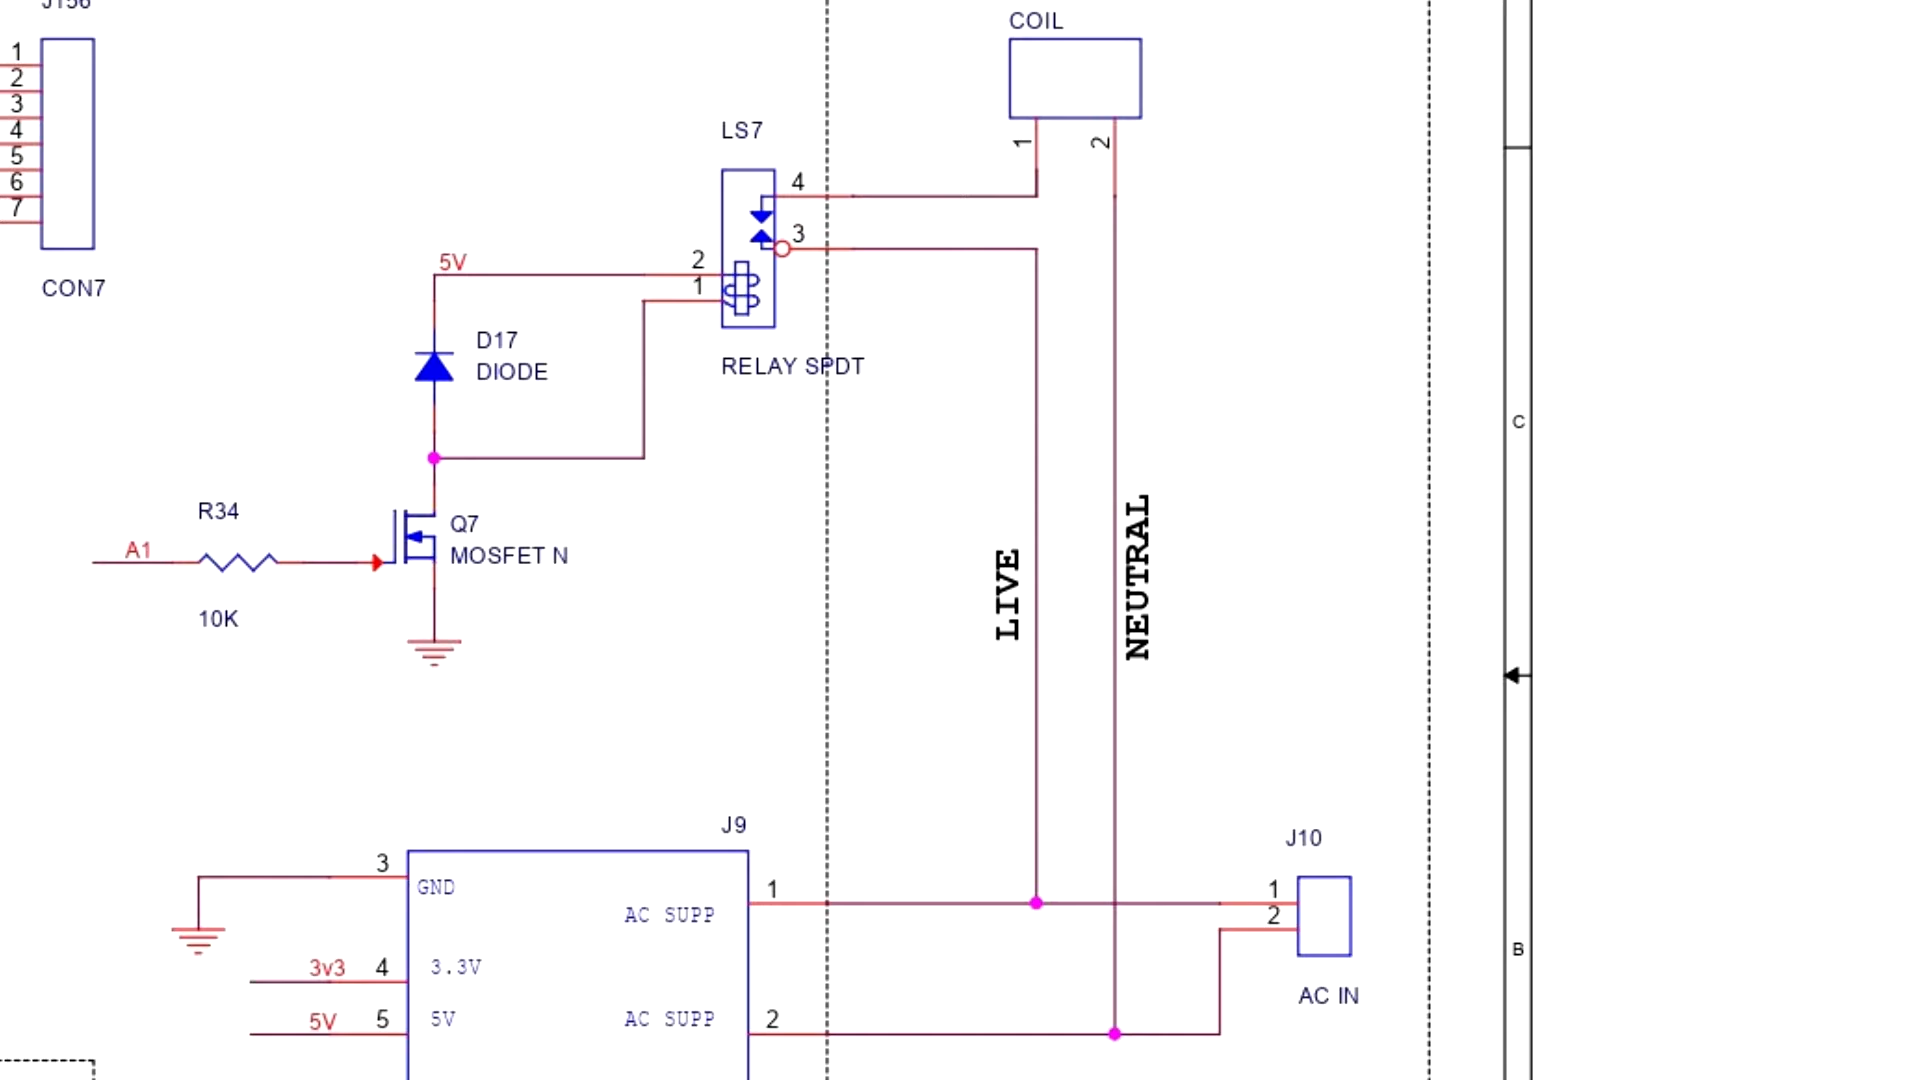 COIL
1
2
3
4
5
6
7
CON7
LS7
1
2
4
3
2
1
5V
RELAY SPDT
D17
DIODE
R34
A1
10K
Q7
MOSFET N
LIVE
NEUTRAL
C
J9
3
GND
1
AC SUPP
3v3
4
3.3V
5V
5
5V
AC SUPP
2
J10
1
2
AC IN
B